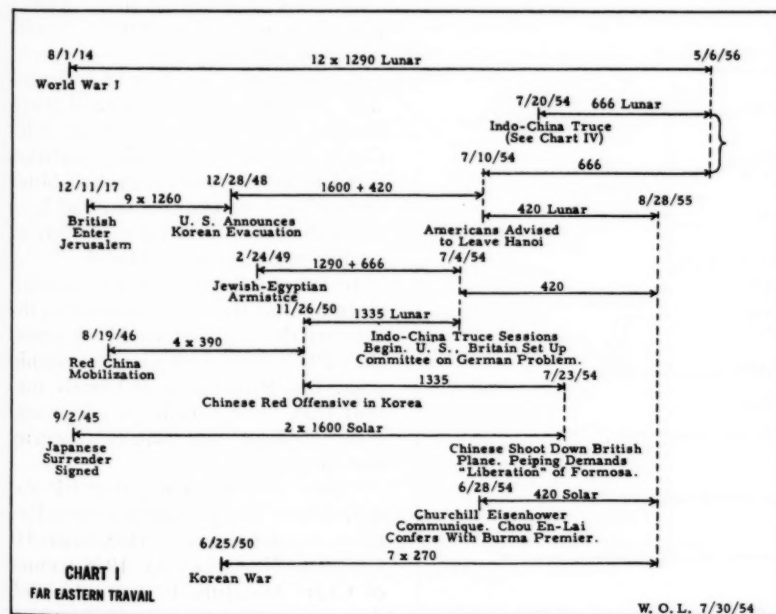 8/1/14
12 x 1290 Lunar
5/6/56
World War I
7/20/54
666 Lunar
Indo-China Truce
(See Chart IV)
7/10/54
666
12/11/17
9 x 1260
12/28/48
1600 + 420
8/28/55
British
Enter
Jerusalem
U. S. Announces
Korean Evacuation
420 Lunar
Americans Advised
to Leave Hanoi
2/24/49
1290 + 666
7/4/54
Jewish-Egyptian
Armistice
420
11/26/50
1335 Lunar
8/19/46
4 x 390
Red China
Mobilization
Indo-China Truce Sessions
Begin. U. S., Britain Set Up
Committee on German Problem.
1335
7/23/54
Chinese Red Offensive in Korea
9/2/45
2 x 1600 Solar
Japanese
Surrender
Signed
Chinese Shoot Down British
Plane. Peiping Demands
"Liberation" of Formosa.
6/28/54
420 Solar
Churchill Eisenhower
Communique. Chou En-Lai
Confers With Burma Premier.
6/25/50
7 x 270
Korean War
CHART I
FAR EASTERN TRAVAIL
W. O. L. 7/30/54